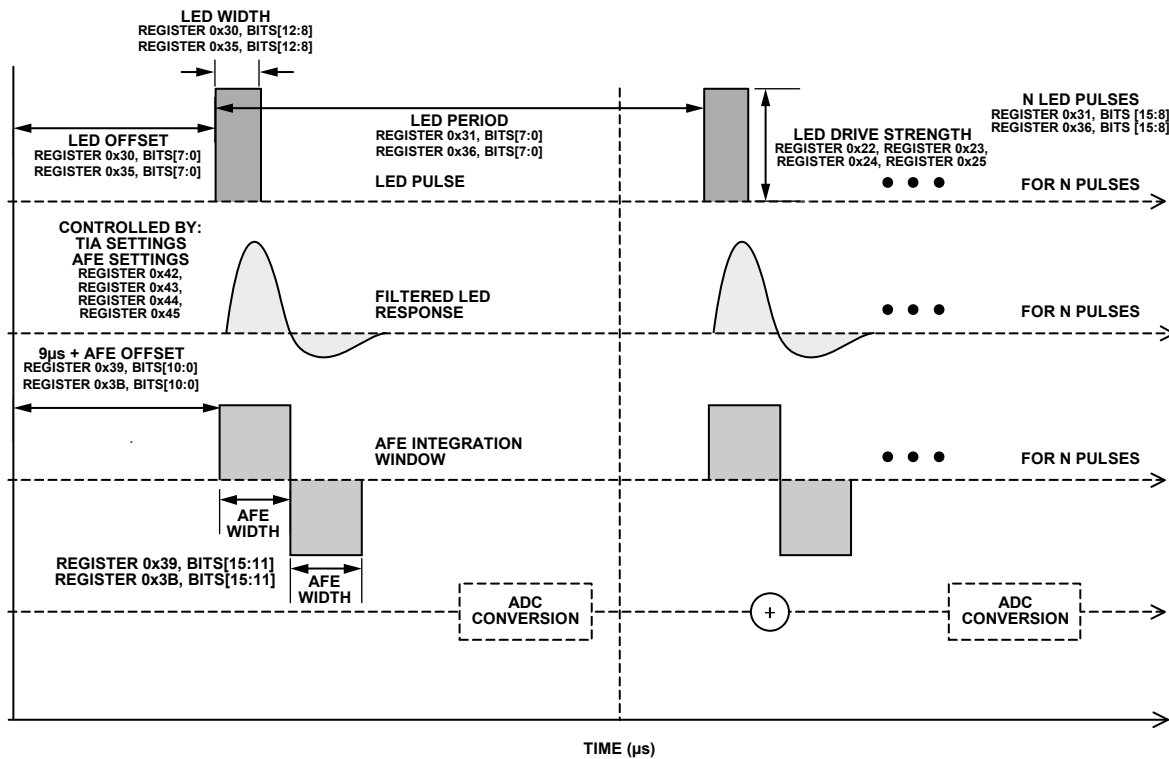 LED WIDTH
REGISTER 0x30, BITS[12:8]
REGISTER 0x35, BITS[12:8]
LED OFFSET
REGISTER 0x30, BITS[7:0]
REGISTER 0x35, BITS[7:0]
LED PERIOD
REGISTER 0x31, BITS[7:0]
REGISTER 0x36, BITS[7:0]
LED PULSE
LED DRIVE STRENGTH
REGISTER 0x22, REGISTER 0x23,
REGISTER 0x24, REGISTER 0x25
N LED PULSES
REGISTER 0x31, BITS [15:8]
REGISTER 0x36, BITS [15:8]
FOR N PULSES
CONTROLLED BY:
TIA SETTINGS
AFE SETTINGS
REGISTER 0x42,
REGISTER 0x43,
REGISTER 0x44,
REGISTER 0x45
FILTERED LED
RESPONSE
FOR N PULSES
9µs + AFE OFFSET
REGISTER 0x39, BITS[10:0]
REGISTER 0x3B, BITS[10:0]
AFE INTEGRATION
WINDOW
FOR N PULSES
AFE
WIDTH
REGISTER 0x39, BITS[15:11]
REGISTER 0x3B, BITS[15:11]
AFE
WIDTH
ADC
CONVERSION
+
ADC
CONVERSION
TIME (µs)